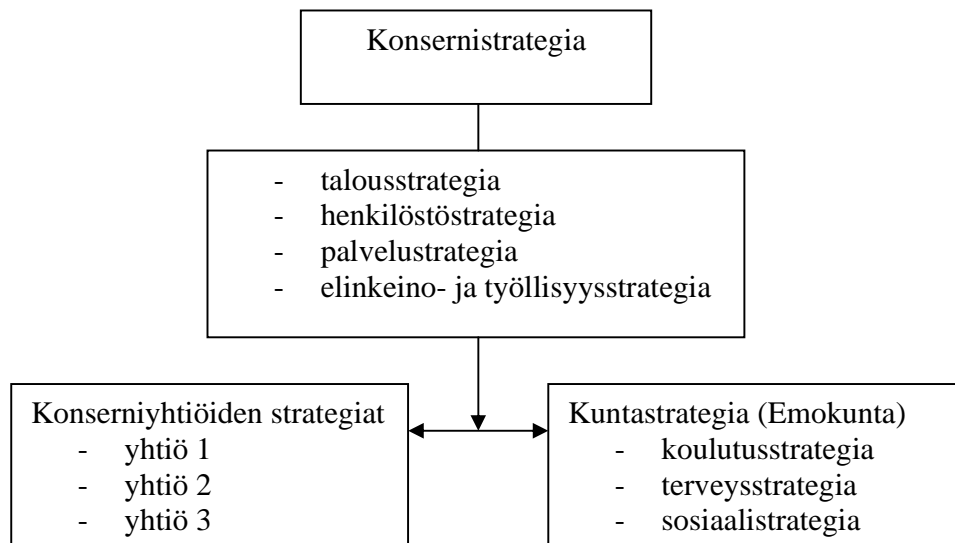 Konsernistrategia
- talousstrategia
- henkilöstöstrategia
- palvelustrategia
- elinkeino- ja työllisyysstrategia
Konserniyhtiöiden strategiat
- yhtiö 1
- yhtiö 2
- yhtiö 3
Kuntastrategia (Emokunta)
- koulutusstrategia
- terveysstrategia
- sosiaalistrategia